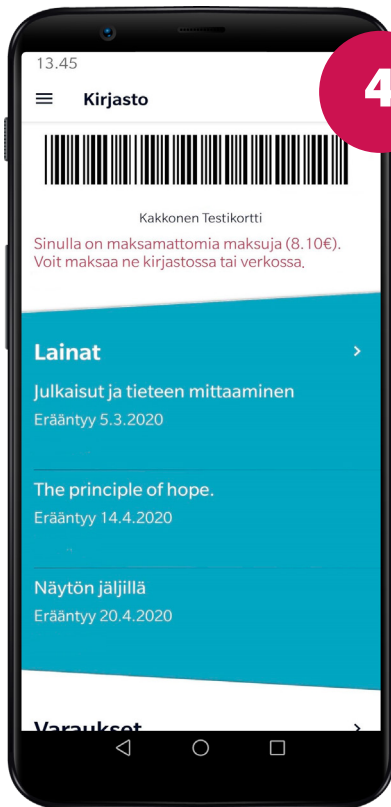 13.45
4
Kirjasto
Kakkonen Testikortti
Sinulla on maksamattomia maksuja (8.10€).
Voit maksaa ne kirjastossa tai verkossa.
Lainat
Julkaisut ja tieteen mittaaminen
Erääntyy 5.3.2020
The principle of hope.
Erääntyy 14.4.2020
Näytön jäljillä
Erääntyy 20.4.2020
Varaukset